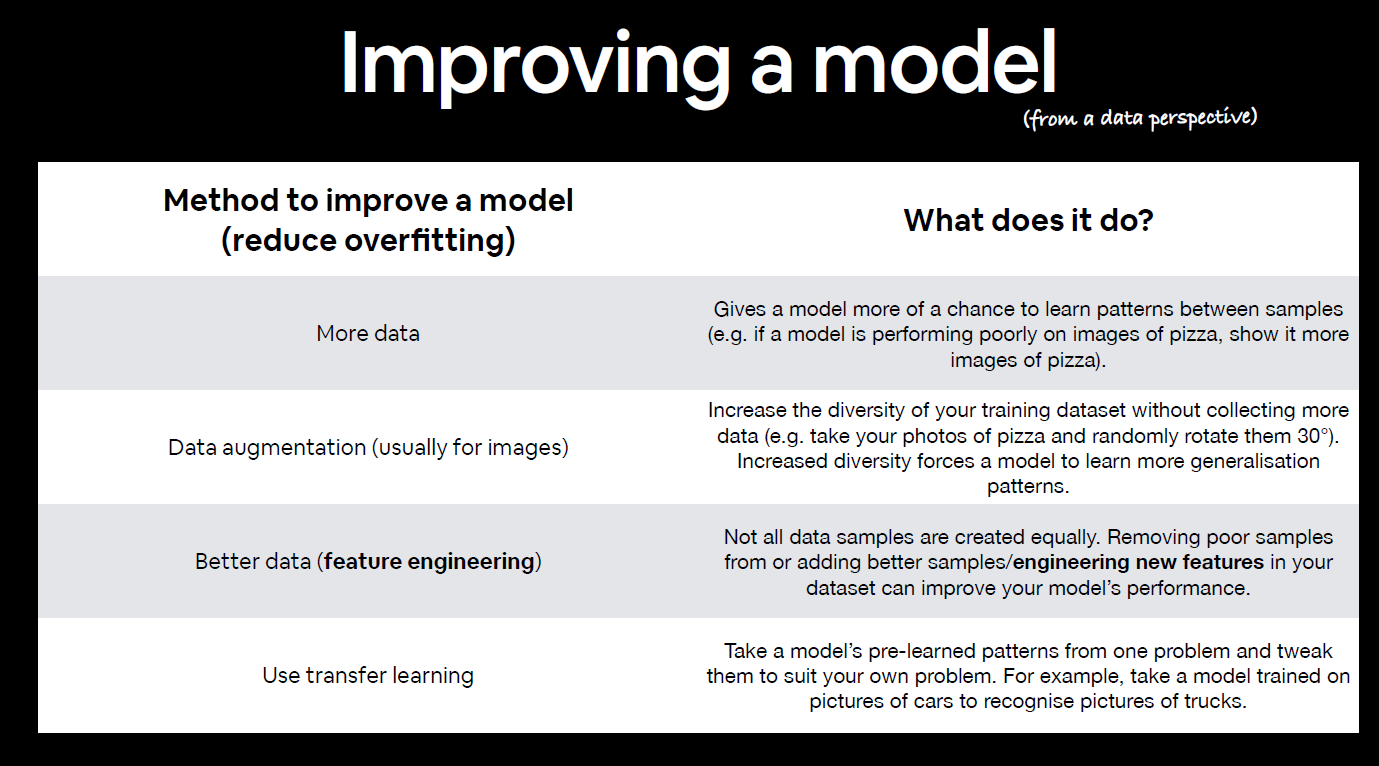 Improving a model
(from a data perspective)
Method to improve a model
(reduce overfitting)
What does it do?
More data
Gives a model more of a chance to learn patterns between samples
(e.g. if a model is performing poorly on images of pizza, show it more
images of pizza).
Data augmentation (usually for images)
Increase the diversity of your training dataset without collecting more
data (e.g. take your photos of pizza and randomly rotate them 30°).
Increased diversity forces a model to learn more generalisation
patterns.
Better data (feature engineering)
Not all data samples are created equally. Removing poor samples
from or adding better samples/engineering new features in your
dataset can improve your model’s performance.
Use transfer learning
Take a model’s pre-learned patterns from one problem and tweak
them to suit your own problem. For example, take a model trained on
pictures of cars to recognise pictures of trucks.